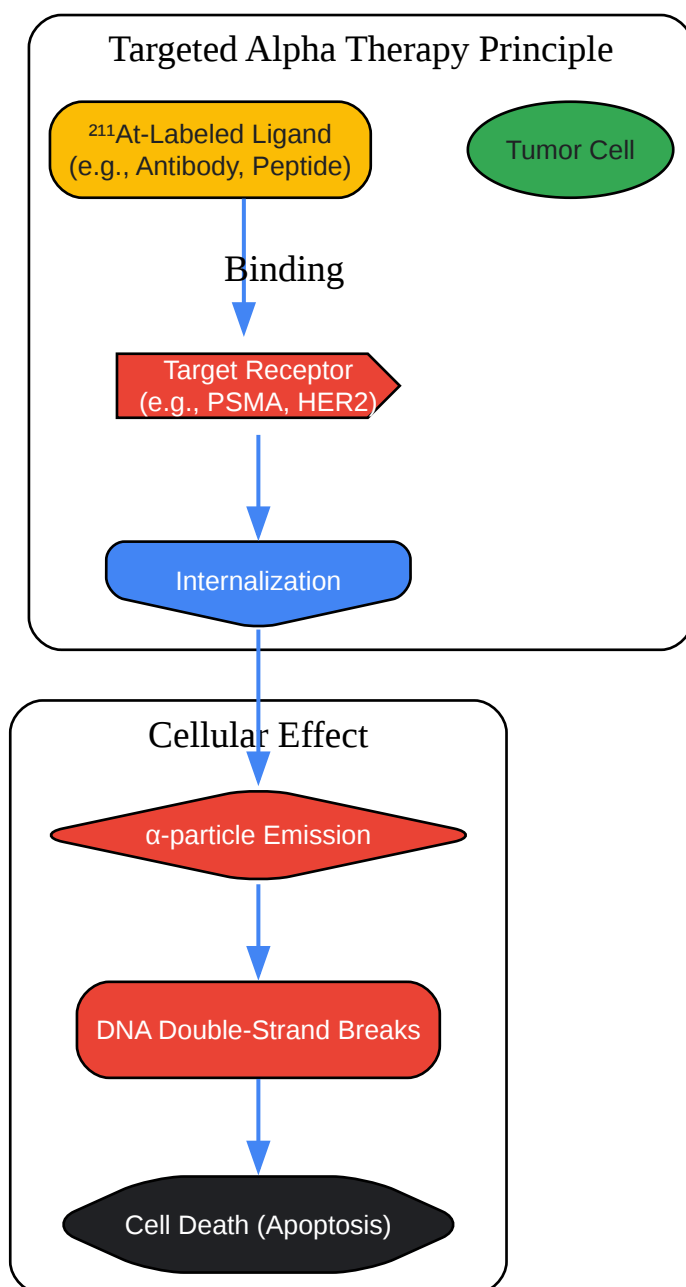 Targeted Alpha Therapy Principle
²¹¹At-Labeled Ligand
(e.g., Antibody, Peptide)
Tumor Cell
Binding
Target Receptor
(e.g., PSMA, HER2)
Internalization
Cellular Effect
α-particle Emission
DNA Double-Strand Breaks
Cell Death (Apoptosis)